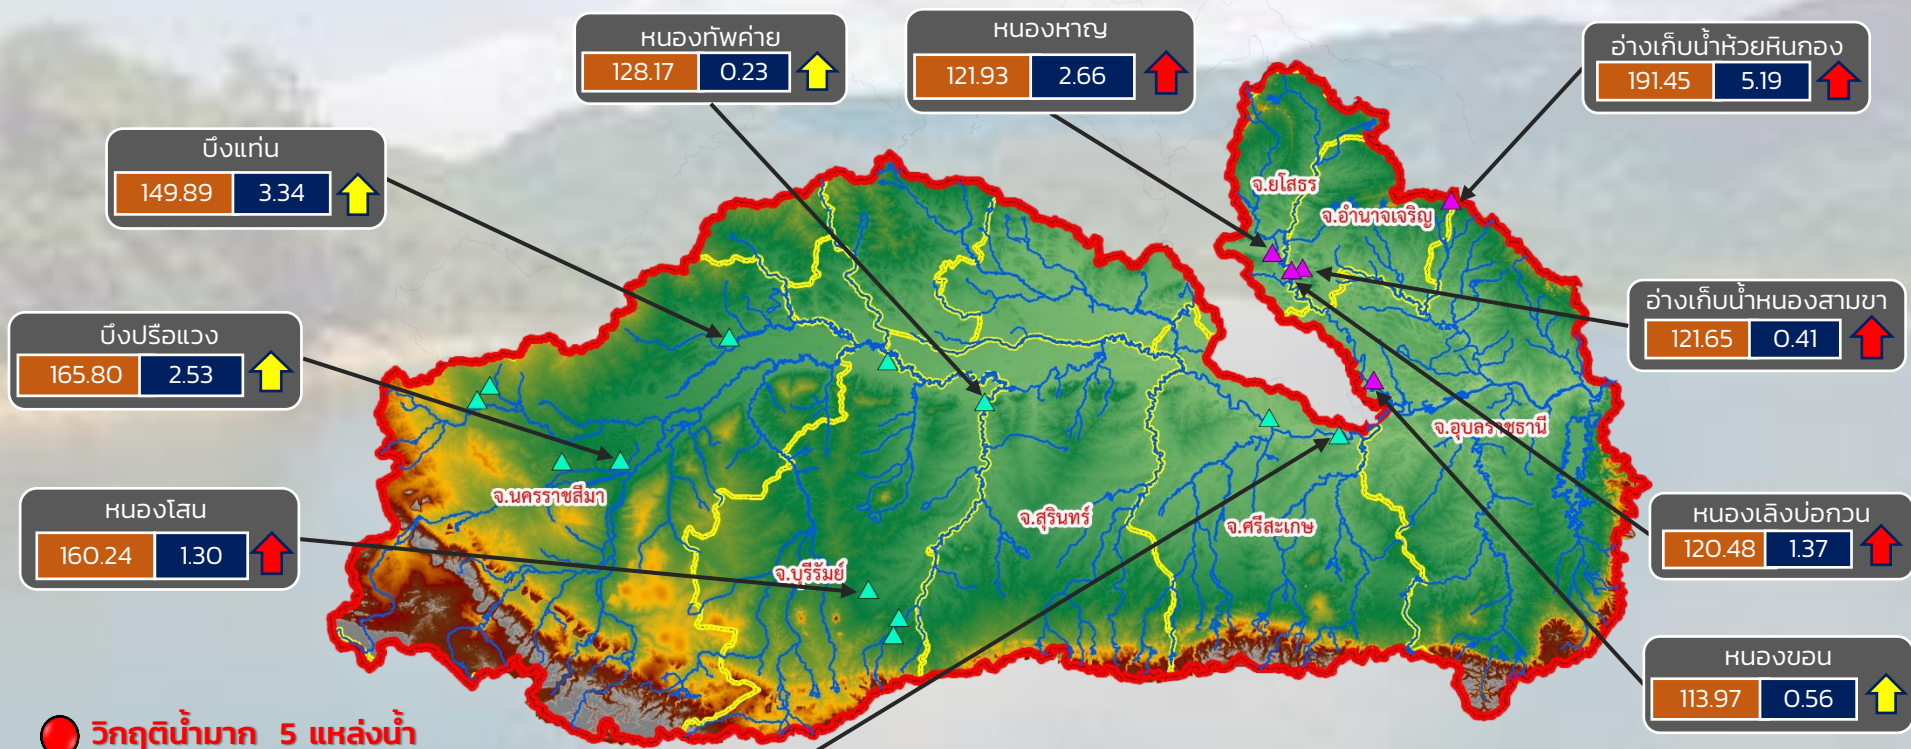 หนองทัพค่าย
128.17 0.23
หนองหาญ
121.93 2.66
อ่างเก็บน้ำห้วยหินกอง
191.45 5.19
บึงแท่น
149.89 3.34
จ.ยโสธร
จ.อำนาจเจริญ
อ่างเก็บน้ำหนองสามขา
121.65 0.41
บึงปรือแวง
165.80 2.53
จ.อุบลราชธานี
จ.นครราชสีมา
จ.สุรินทร์
จ.ศรีสะเกษ
หนองโสน
160.24 1.30
หนองเลิงบ่อกวน
120.48 1.37
จ.บุรีรัมย์
หนองขอน
113.97 0.56
วิกฤติน้ำมาก 5 แหล่งน้ำ